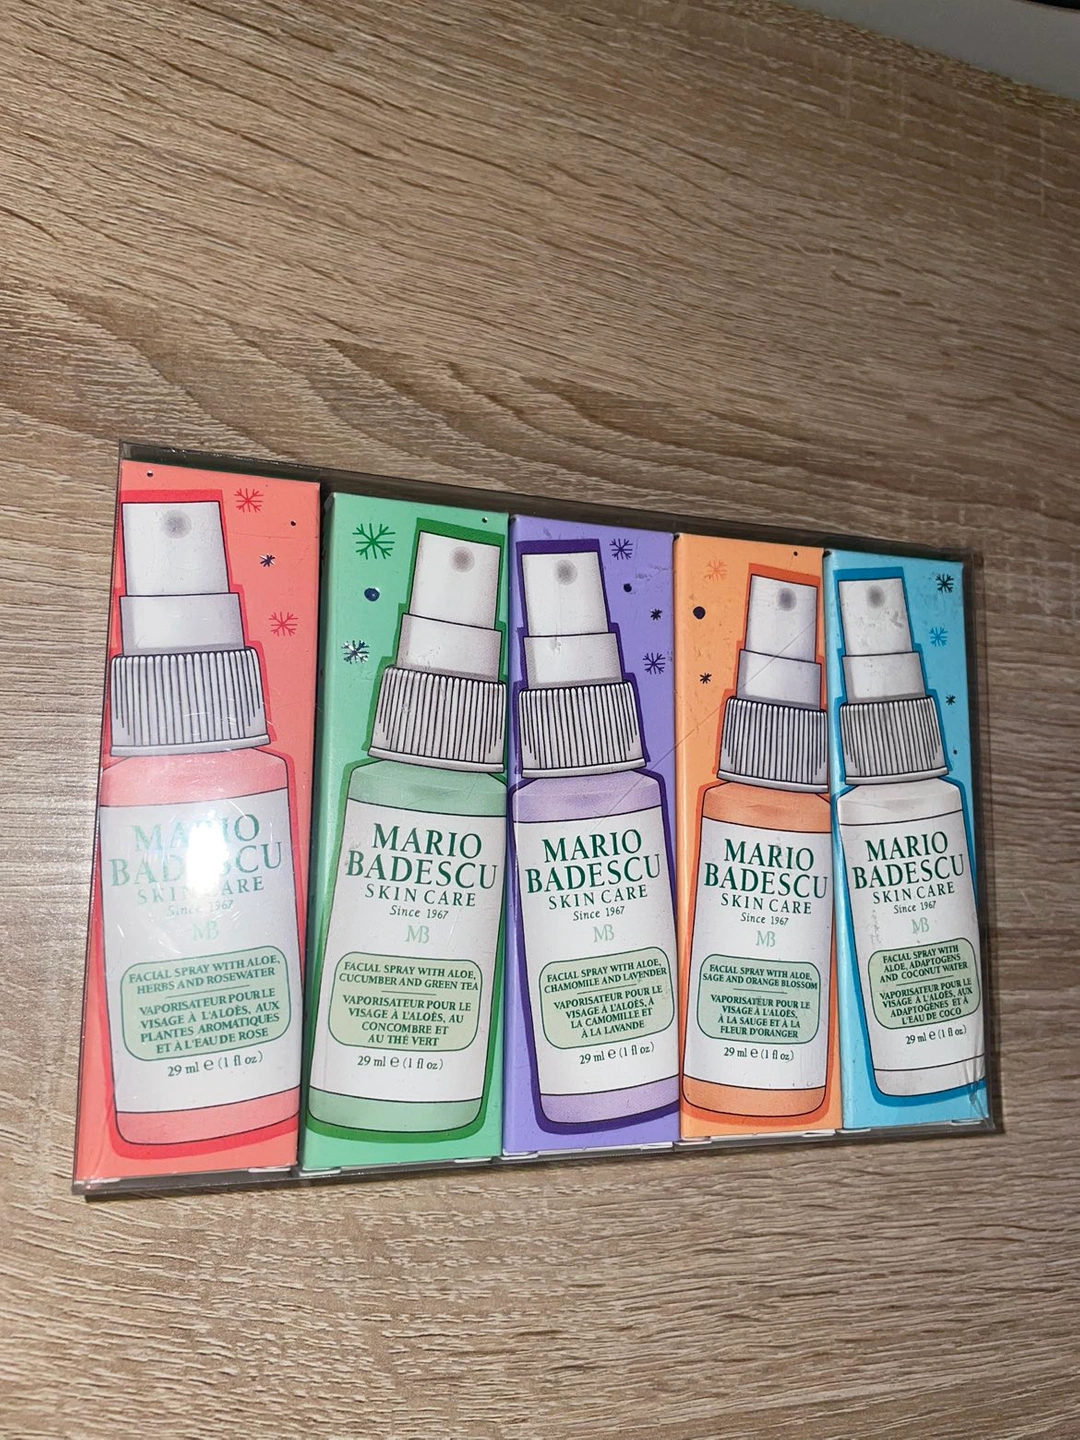 MARIO
BADESCU
SKIN CARE
Since 1967
MB
FACIAL SPRAY WITH ALOE,
HERBS AND ROSEWATER
VAPORISATEUR POUR LE
VISAGE À L'ALOÈS, AUX
PLANTES AROMATIQUES
ET À L'EAU DE ROSE
29 ml e (1 fl oz)
MARIO
BADESCU
SKIN CARE
Since 1967
MB
FACIAL SPRAY WITH ALOE,
CUCUMBER AND GREEN TEA
VAPORISATEUR POUR LE
VISAGE À L'ALOÈS, AU
CONCOMBRE ET
AU THÉ VERT
29 ml e (1 fl oz)
MARIO
BADESCU
SKIN CARE
Since 1967
MB
FACIAL SPRAY WITH ALOE,
CHAMOMILE AND LAVENDER
VAPORISATEUR POUR LE
VISAGE À L'ALOÈS, À
LA CAMOMILLE ET
À LA LAVANDE
29 ml e (1 fl oz)
MARIO
BADESCU
SKIN CARE
Since 1967
MB
FACIAL SPRAY WITH ALOE,
SAGE AND ORANGE BLOSSOM
VAPORISATEUR POUR LE
VISAGE À L'ALOÈS,
À LA SAUGE ET À LA
FLEUR D'ORANGER
29 ml e (1 fl oz)
MARIO
BADESCU
SKIN CARE
Since 1967
MB
FACIAL SPRAY WITH
ALOE, ADAPTOGENS
AND COCONUT WATER
VAPORISATEUR POUR LE
VISAGE À L'ALOÈS, AUX
ADAPTOGÈNES ET À
L'EAU DE COCO
29 ml e (1 fl oz)